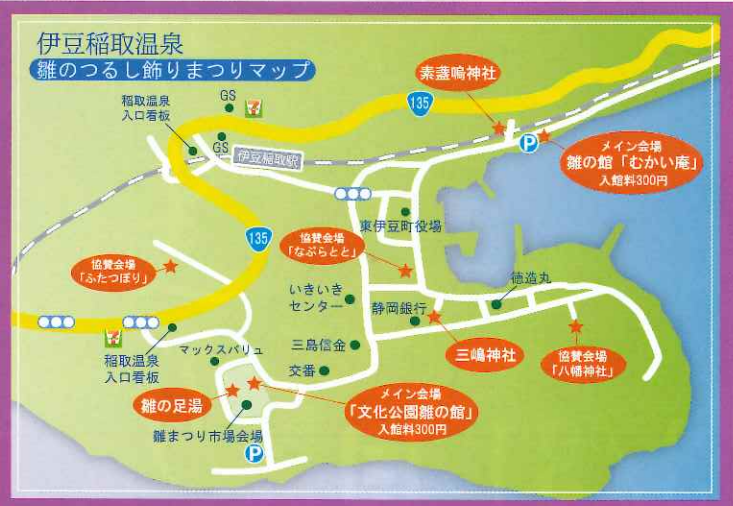 伊豆稲取温泉
雛のつるし飾りまつりマップ
稲取温泉
入口看板
GS
7
GS
伊豆稲取駅
135
素盞嗚神社
P
メイン会場
雛の館「むかい庵」
入館料300円
東伊豆町役場
135
協賛会場
「なぶらとと」
協賛会場
「ふたつぼり」
いきいき
センター
静岡銀行
徳造丸
7
稲取温泉
入口看板
マックスバリュ
三島信金
交番
三嶋神社
協賛会場
「八幡神社」
雛の足湯
メイン会場
「文化公園雛の館」
入館料300円
雛まつり市場会場
P